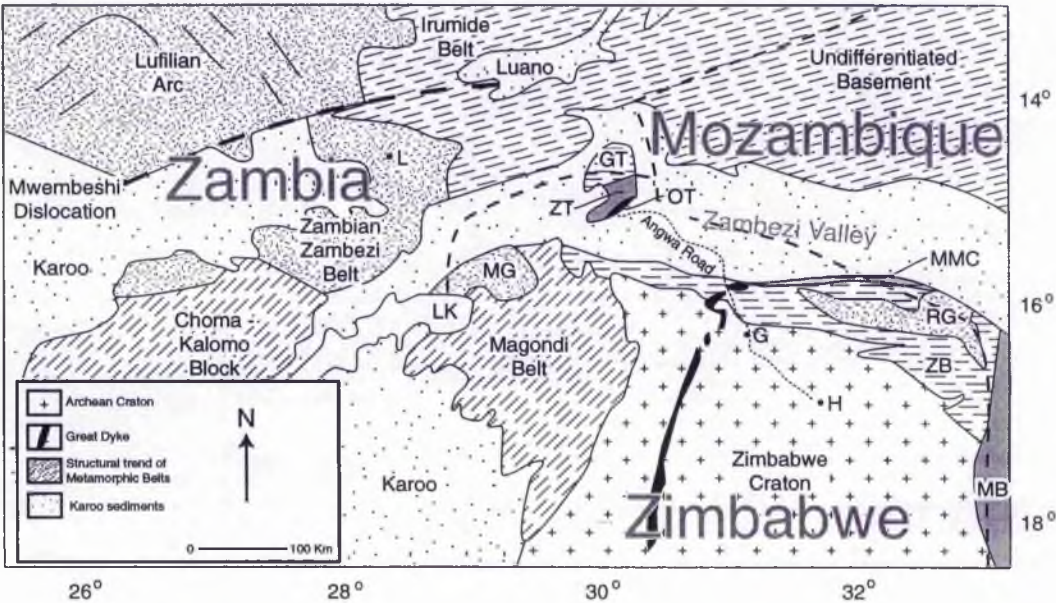 Lufilian
Arc
Irumide
Belt
Luano
Undifferentiated
Basement
14°
Mozambique
Zambia
L
GT
Mwembeshi
Dislocation
ZT
OT
Zambian
Zambezi
Belt
Angwa Road
Zambezi Valley
Karoo
MG
MMC
LK
16°
RG
Choma -
Kalomo
Block
Magondi
Belt
G
ZB
H
Archean Craton
Great Dyke
Structural trend of
Metamorphic Belts
Karoo sediments
N
0 100 Km
Karoo
Zimbabwe
Craton
Zimbabwe
MB
18°
26° 28° 30° 32°